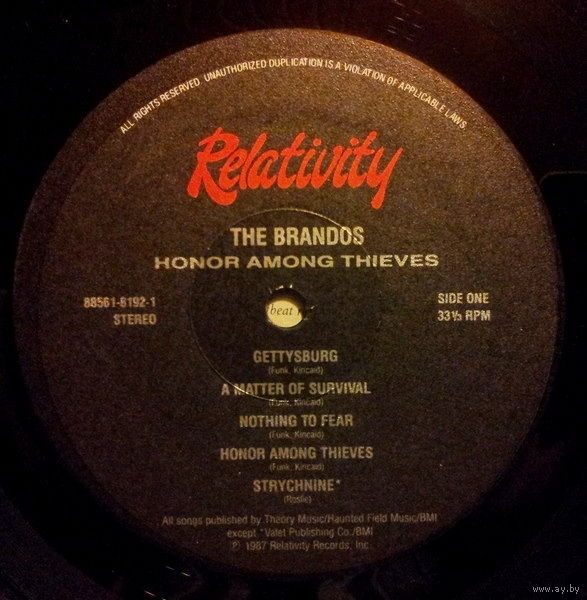 ALL RIGHTS RESERVED. UNAUTHORIZED DUPLICATION IS A VIOLATION OF APPLICABLE LAWS.
Relativity
THE BRANDOS
HONOR AMONG THIEVES
88561-8192-1
STEREO
SIDE ONE
33⅓ RPM
beat
GETTYSBURG
(Funk, Kincaid)
A MATTER OF SURVIVAL
(Funk, Kincaid)
NOTHING TO FEAR
(Funk, Kincaid)
HONOR AMONG THIEVES
(Funk, Kincaid)
STRYCHNINE*
(Roslie)
All songs published by Theory Music/Haunted Field Music/BMI
except *Valet Publishing Co./BMI
℗ 1987 Relativity Records, Inc.
www.ay.by